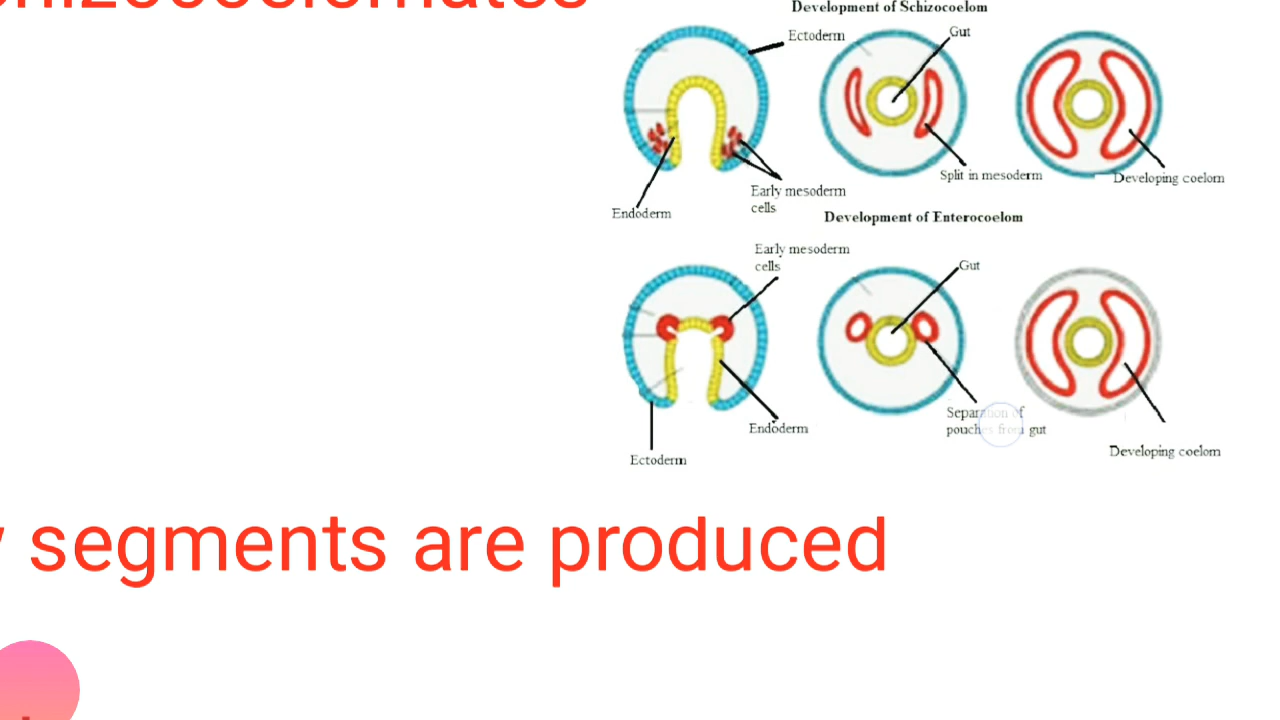 Development of Schizocoelom
Ectoderm
Gut
Split in mesoderm
Developing coelom
Early mesoderm
cells
Endoderm
Development of Enterocoelom
Early mesoderm
cells
Gut
Separation of
pouches from gut
Endoderm
Developing coelom
Ectoderm
segments are produced